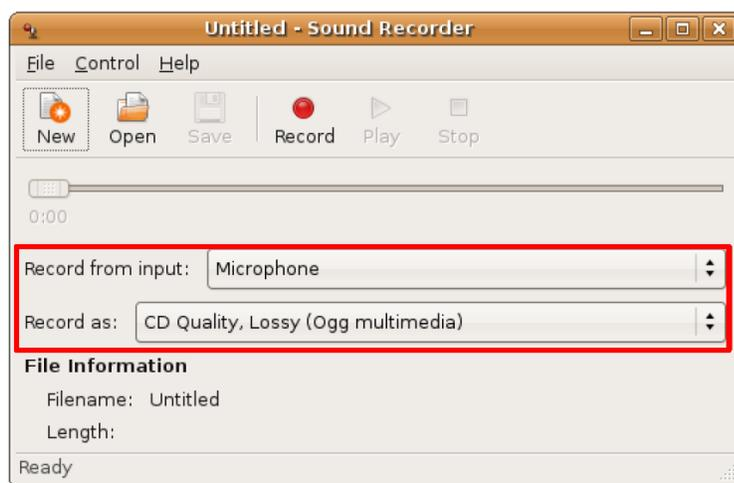 Untitled - Sound Recorder
File Control Help
New Open Save Record Play Stop
0:00
Record from input: Microphone
Record as: CD Quality, Lossy (Ogg multimedia)
File Information
Filename: Untitled
Length:
Ready